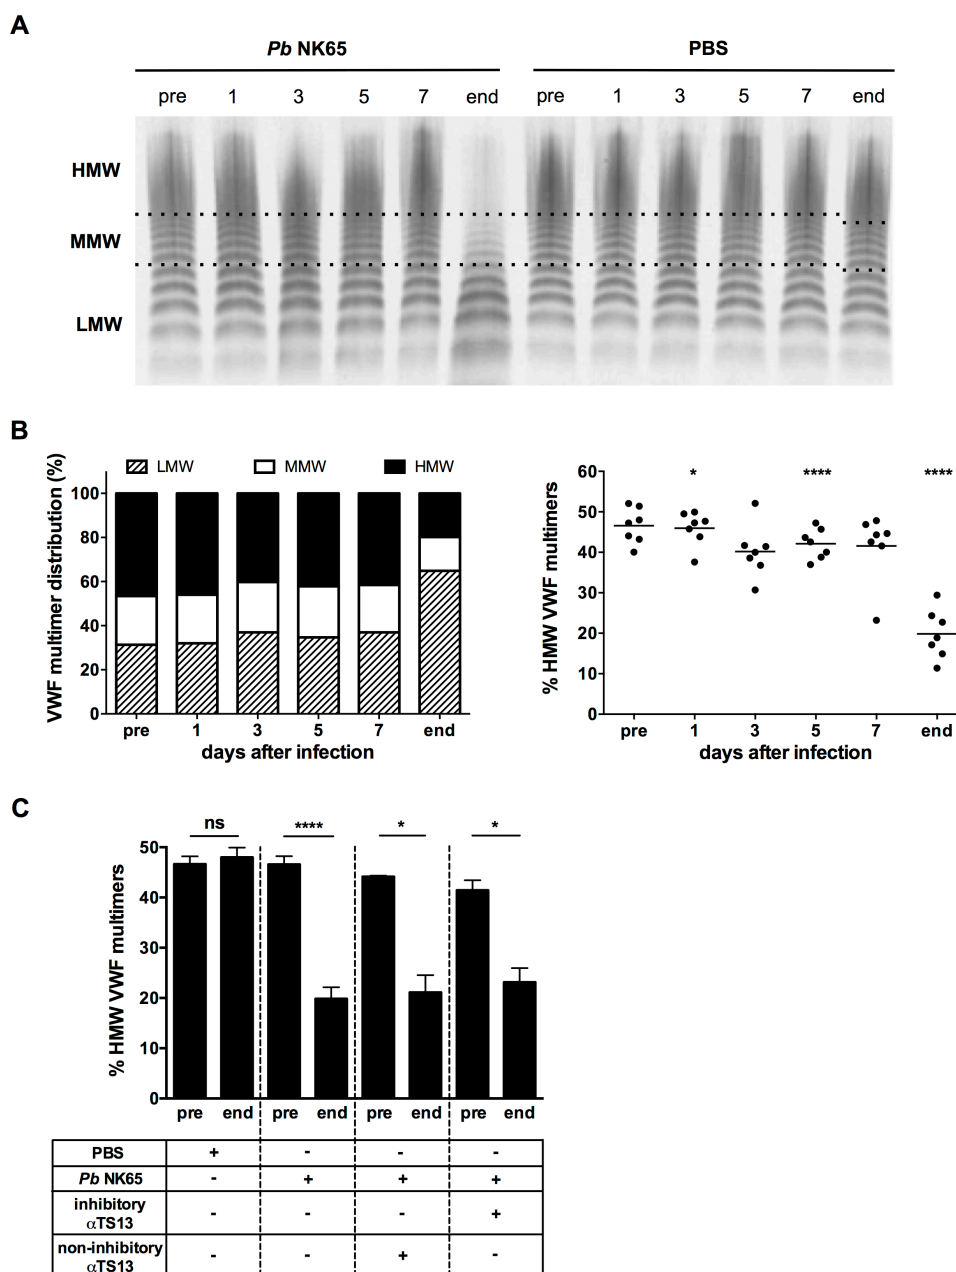 A
Pb NK65 PBS
pre 1 3 5 7 end pre 1 3 5 7 end
HMW
MMW
LMW
B
LMW MMW HMW
VWF multimer distribution (%)
100
80
60
40
20
0
pre 1 3 5 7 end
days after infection
* **** ****
% HMW VWF multimers
60
50
40
30
20
10
0
pre 1 3 5 7 end
days after infection
C
ns **** * *
% HMW VWF multimers
50
40
30
20
10
0
pre end pre end pre end pre end
PBS + - - -
Pb NK65 - + + +
inhibitory
αTS13 - - - +
non-inhibitory
αTS13 - - + -